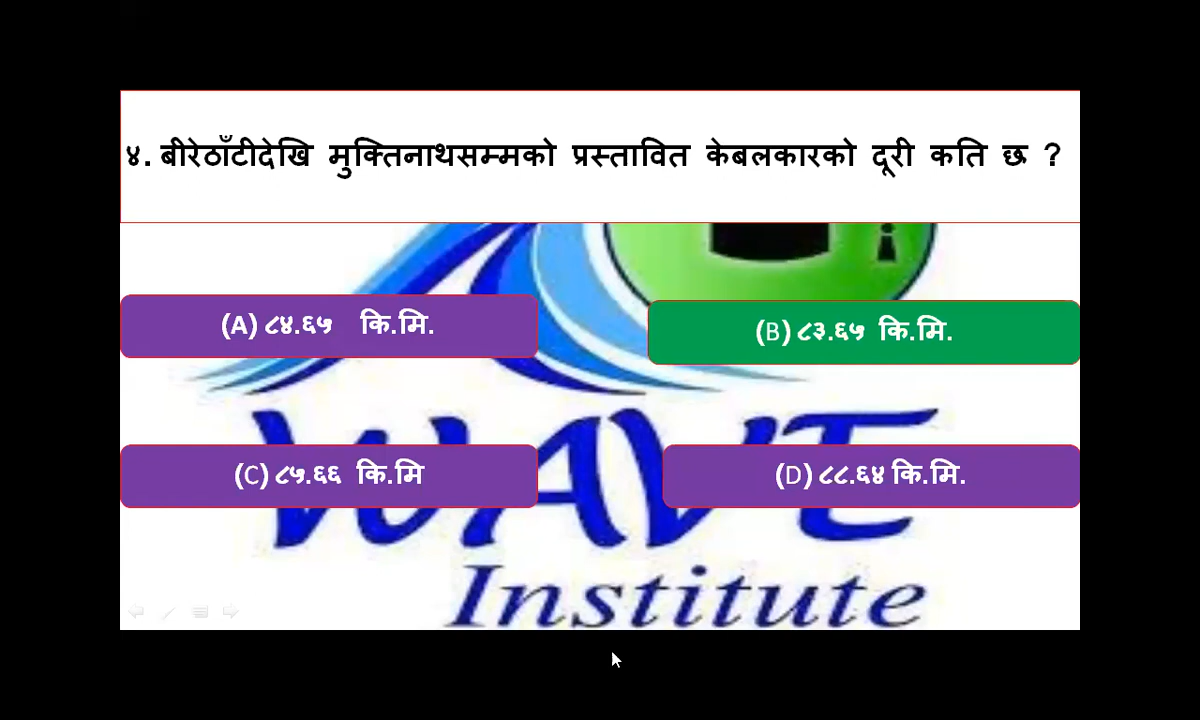 ४. बीरेठाँटीदेखि मुक्तिनाथसम्मको प्रस्तावित केबलकारको दूरी कति छ ?
(A) ८४.६५ कि.मि.
(B) ८३.६५ कि.मि.
(C) ८५.६६ कि.मि
(D) ८८.६४ कि.मि.
WAVE
Institute